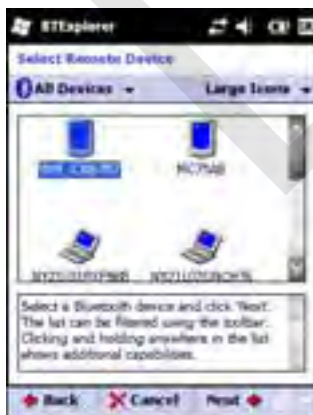 BTExplorer
Select Remote Device
All Devices Large Icons
MC75AB
Select a Bluetooth device and click 'Next'.
The list can be filtered using the toolbar.
Clicking and holding anywhere in the list
shows additional capabilities.
Back Cancel Next